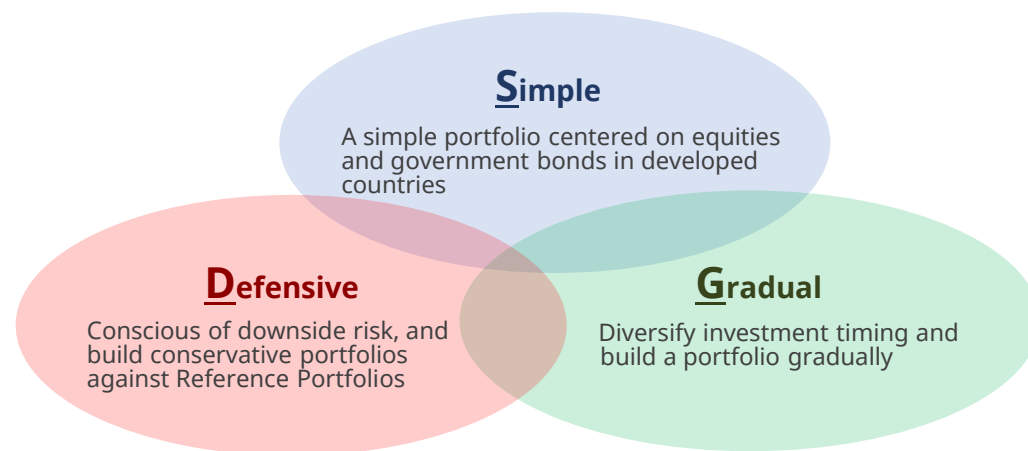 Simple
A simple portfolio centered on equities
and government bonds in developed
countries
Defensive
Conscious of downside risk, and
build conservative portfolios
against Reference Portfolios
Gradual
Diversify investment timing and
build a portfolio gradually